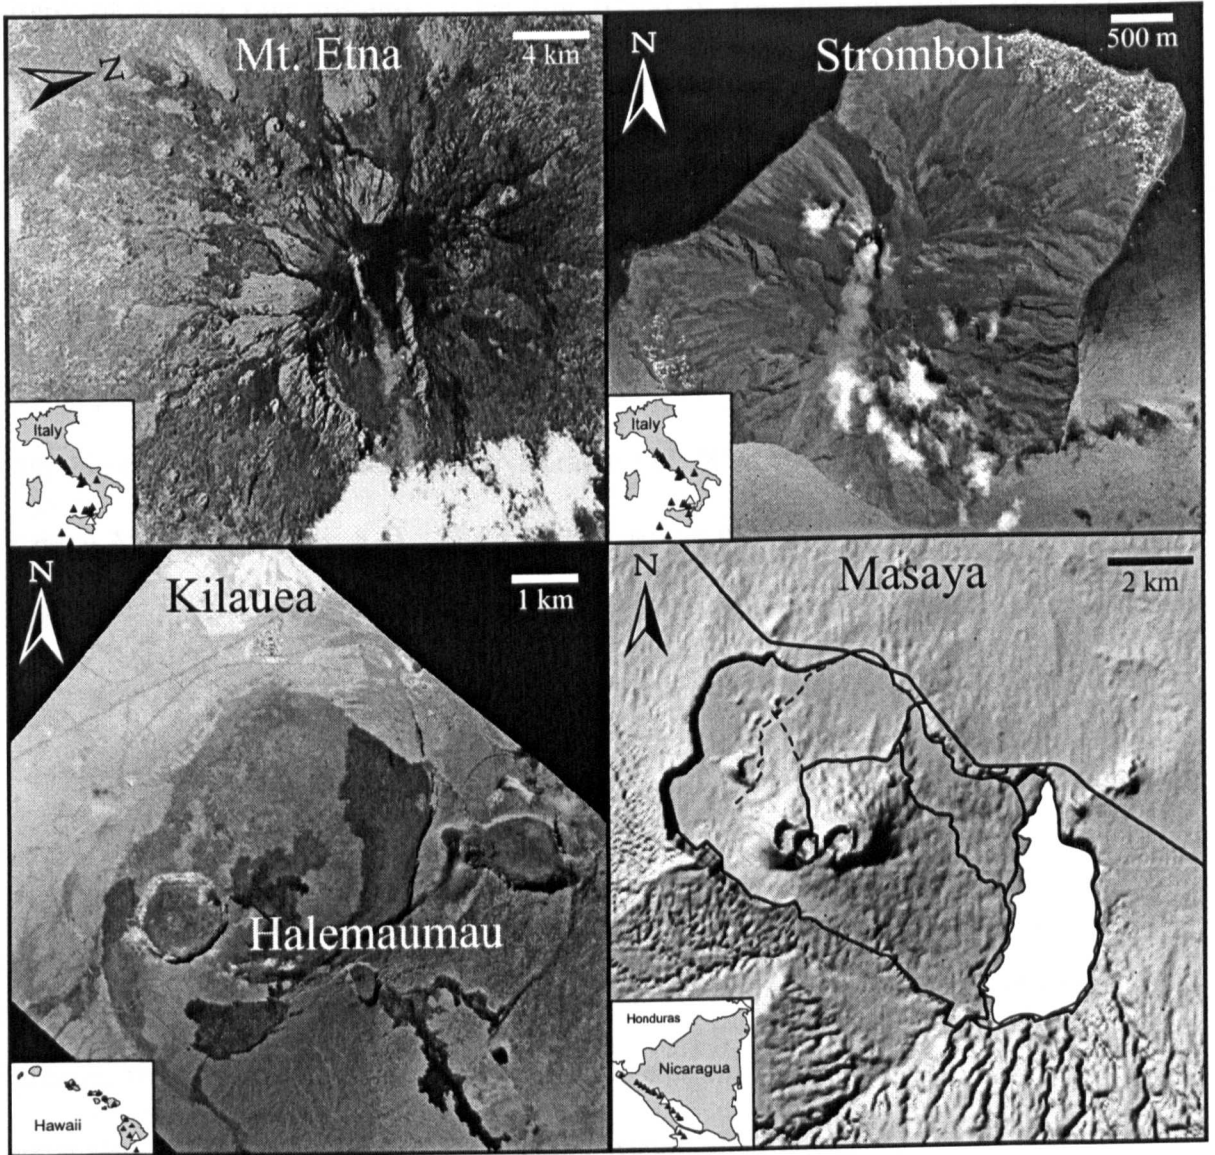 Mt. Etna
4 km
N
Italy
Stromboli
500 m
N
Italy
Kilauea
1 km
N
Halemaumau
Hawaii
Masaya
2 km
N
Honduras
Nicaragua